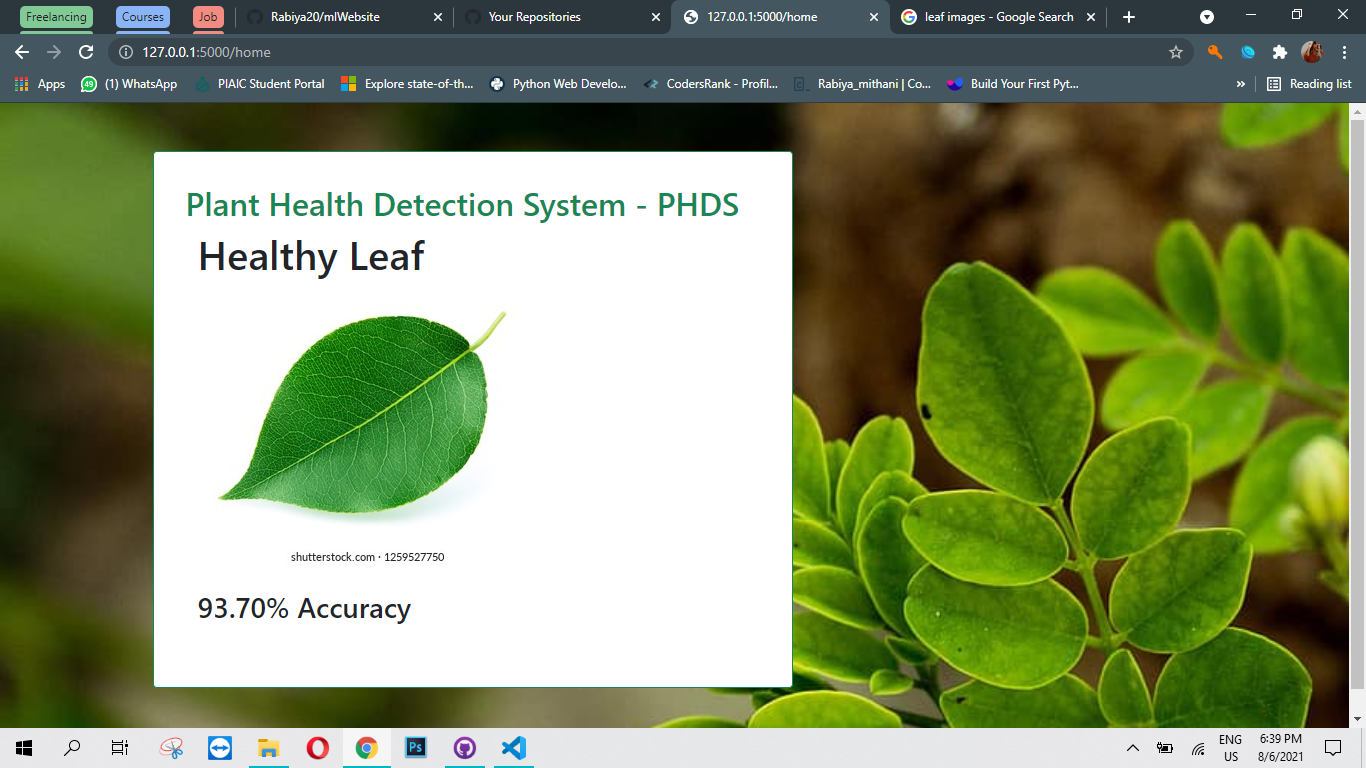 Freelancing Courses Job Rabiya20/mlWebsite Your Repositories 127.0.0.1:5000/home leaf images - Google Search
127.0.0.1:5000/home
Apps 49 (1) WhatsApp PIAIC Student Portal Explore state-of-th... Python Web Develo... CodersRank - Profil... Rabiya_mithani | Co... Build Your First Pyt... » Reading list
Plant Health Detection System - PHDS
Healthy Leaf
shutterstock.com · 1259527750
93.70% Accuracy
Ps
ENG 6:39 PM
US 8/6/2021